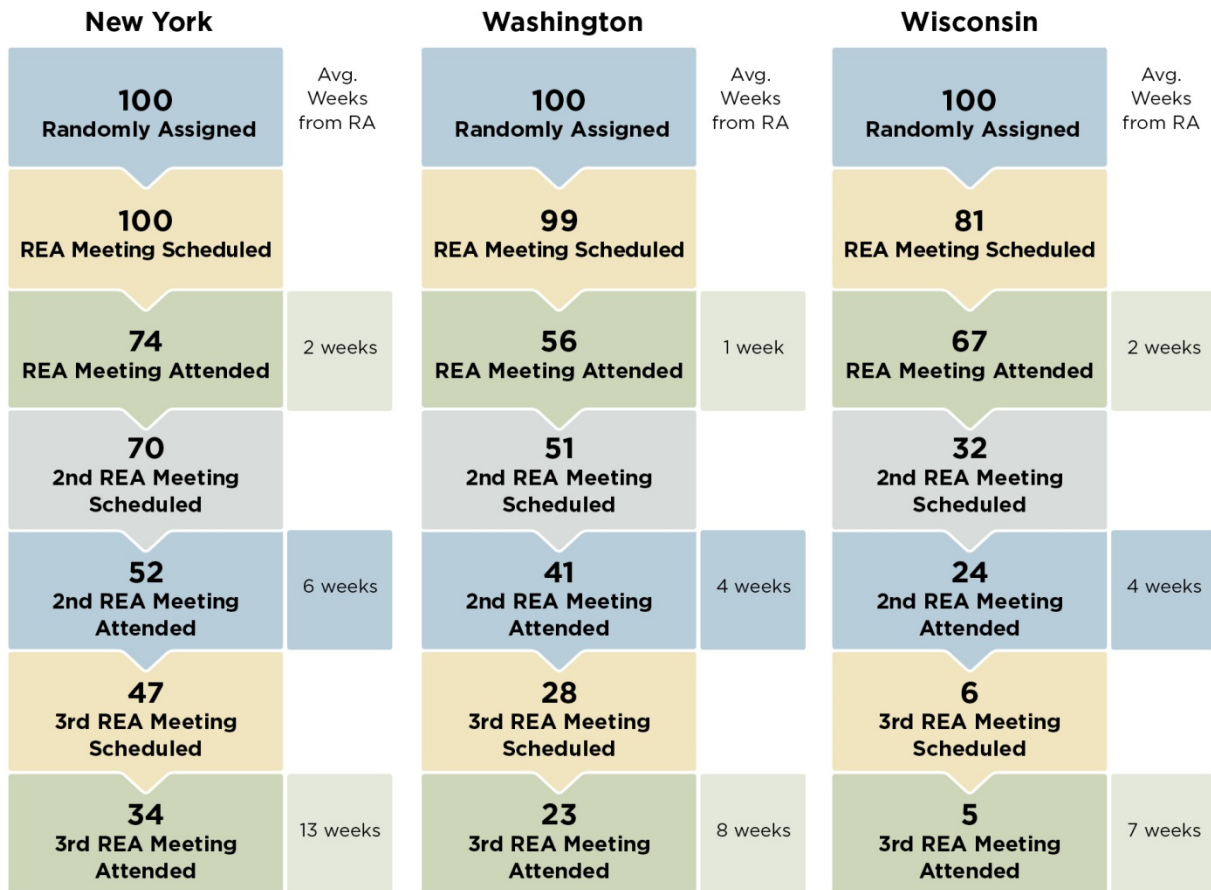 New York
Avg.
Weeks
from RA
100
Randomly Assigned
100
REA Meeting Scheduled
74
REA Meeting Attended
2 weeks
70
2nd REA Meeting
Scheduled
52
2nd REA Meeting
Attended
6 weeks
47
3rd REA Meeting
Scheduled
34
3rd REA Meeting
Attended
13 weeks
Washington
Avg.
Weeks
from RA
100
Randomly Assigned
99
REA Meeting Scheduled
56
REA Meeting Attended
1 week
51
2nd REA Meeting
Scheduled
41
2nd REA Meeting
Attended
4 weeks
28
3rd REA Meeting
Scheduled
23
3rd REA Meeting
Attended
8 weeks
Wisconsin
Avg.
Weeks
from RA
100
Randomly Assigned
81
REA Meeting Scheduled
67
REA Meeting Attended
2 weeks
32
2nd REA Meeting
Scheduled
24
2nd REA Meeting
Attended
4 weeks
6
3rd REA Meeting
Scheduled
5
3rd REA Meeting
Attended
7 weeks